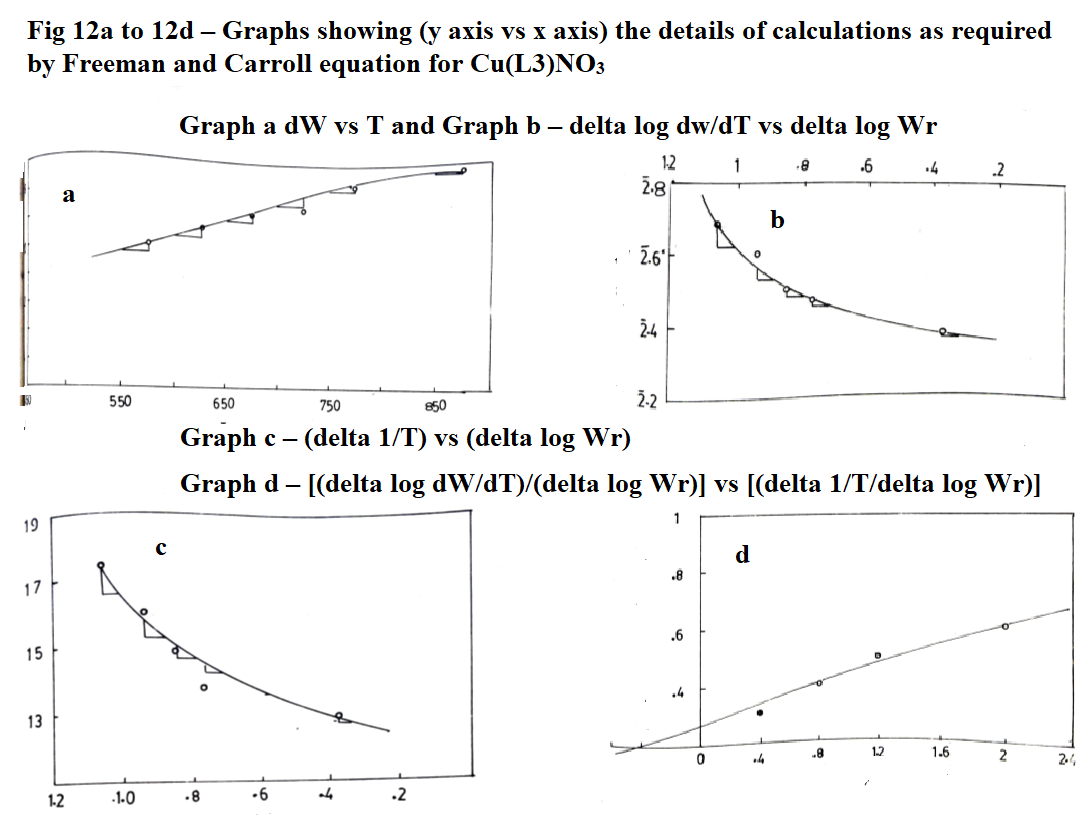 Fig 12a to 12d – Graphs showing (y axis vs x axis) the details of calculations as required
by Freeman and Carroll equation for Cu(L3)NO3
Graph a dW vs T and Graph b – delta log dw/dT vs delta log Wr
a
550 650 750 850
1.2 1 .8 .6 .4 .2
2̄.8
b
2̄.6
2̄.4
2̄.2
Graph c – (delta 1/T) vs (delta log Wr)
Graph d – [(delta log dW/dT)/(delta log Wr)] vs [(delta 1/T/delta log Wr)]
19
c
17
15
13
1.2 1.0 .8 .6 .4 .2
1
d
.8
.6
.4
0 .4 .8 1.2 1.6 2 2.4